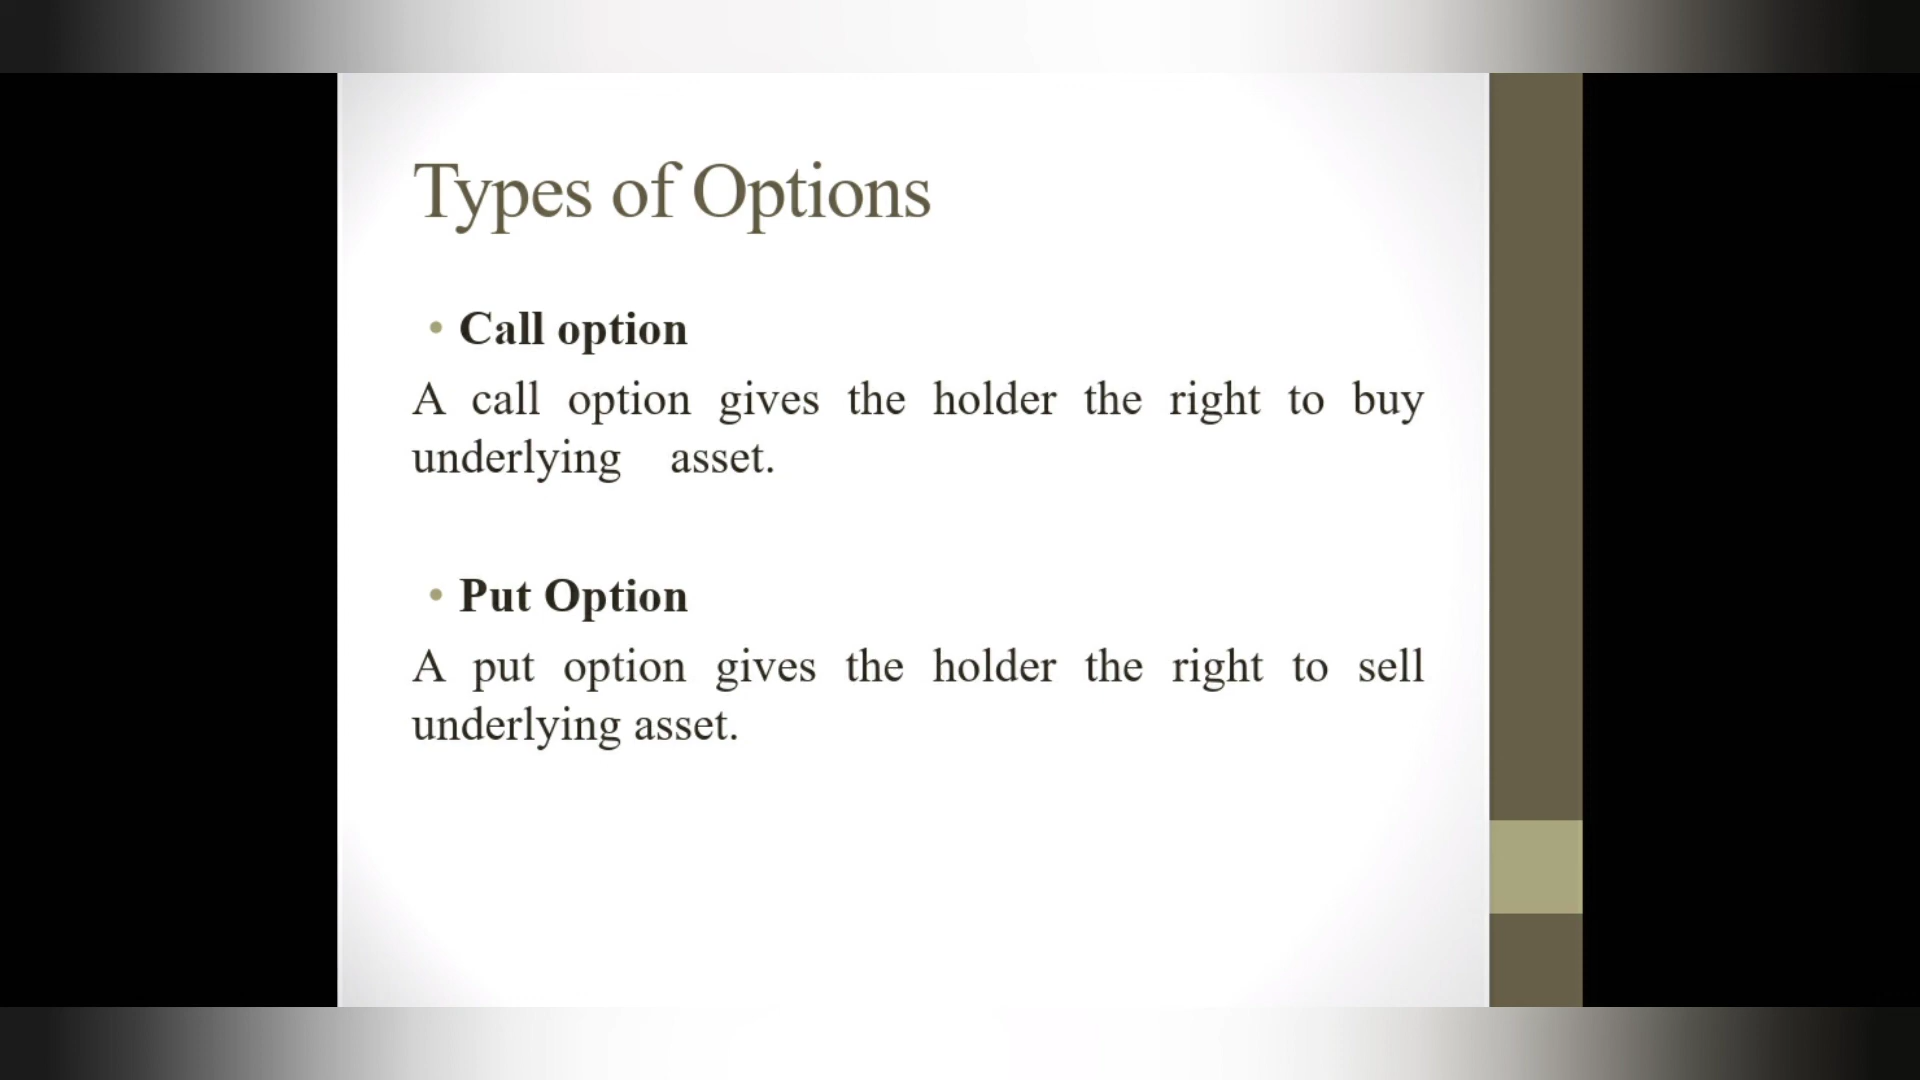 Types of Options
• Call option
A call option gives the holder the right to buy
underlying asset.
• Put Option
A put option gives the holder the right to sell
underlying asset.